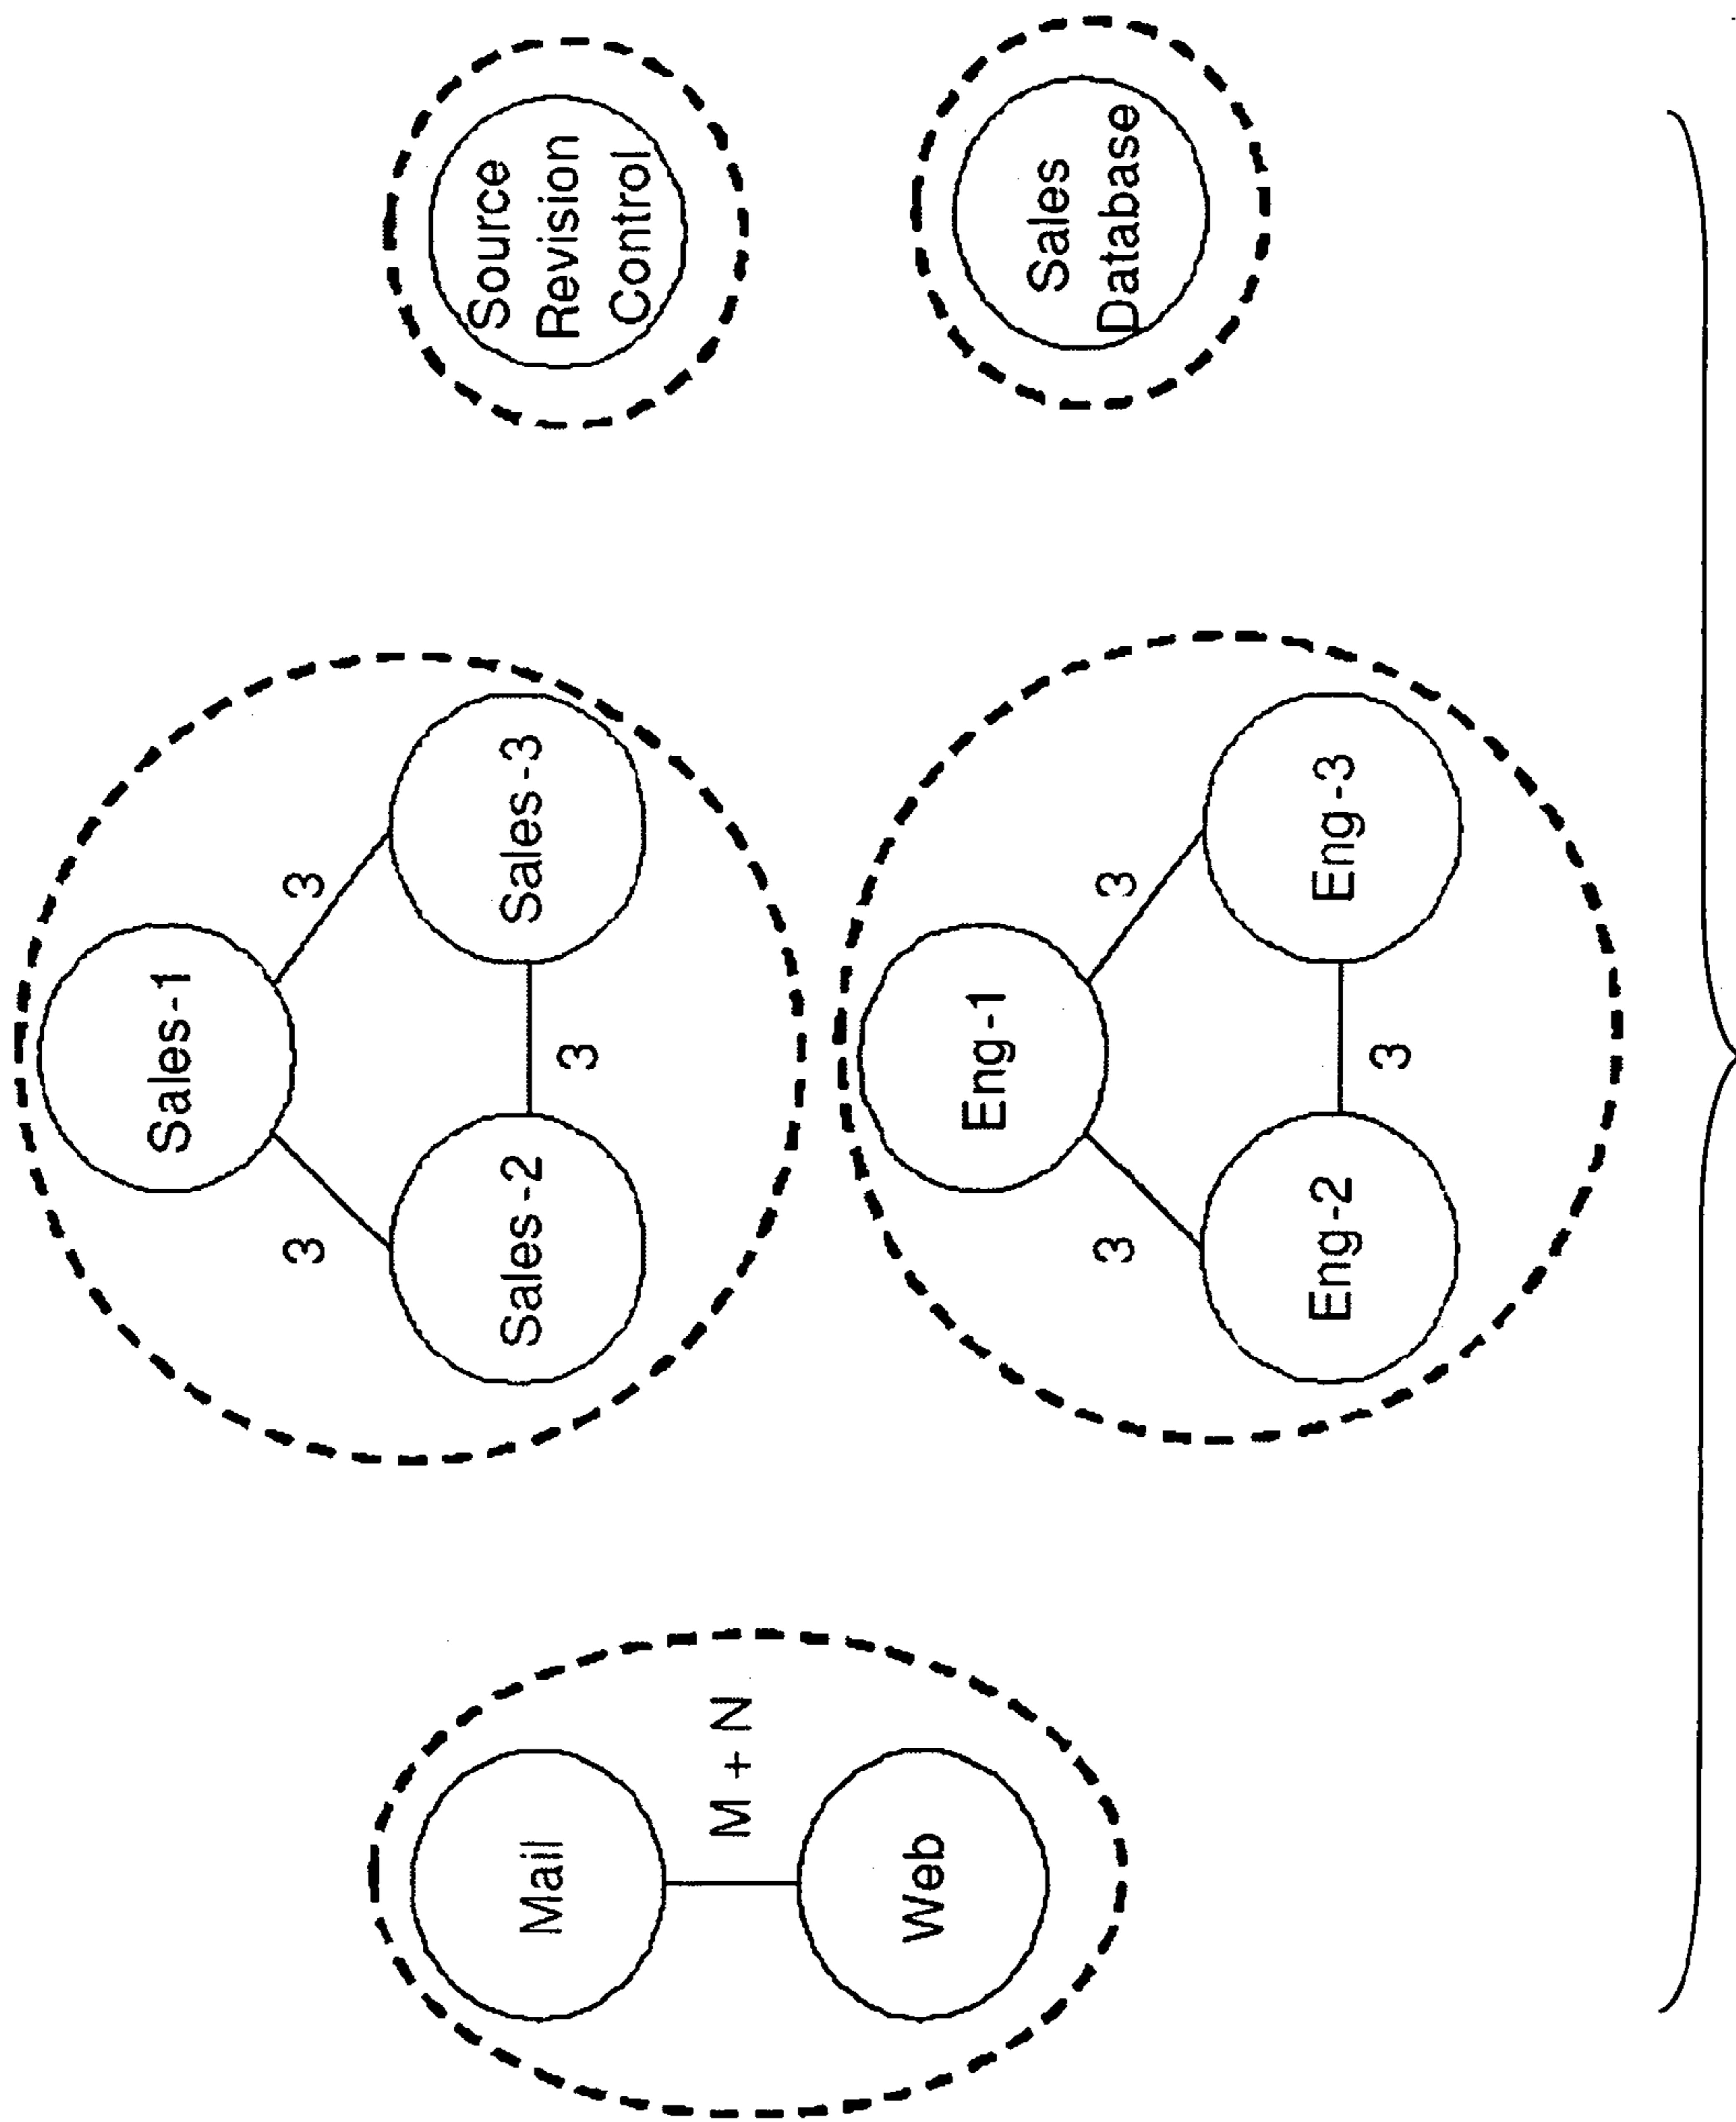 Mail
M + N
Web
Sales-1
3
3
Sales-2
Sales-3
3
Eng-1
3
3
Eng-2
Eng-3
3
Source
Revision
Control
Sales
Database